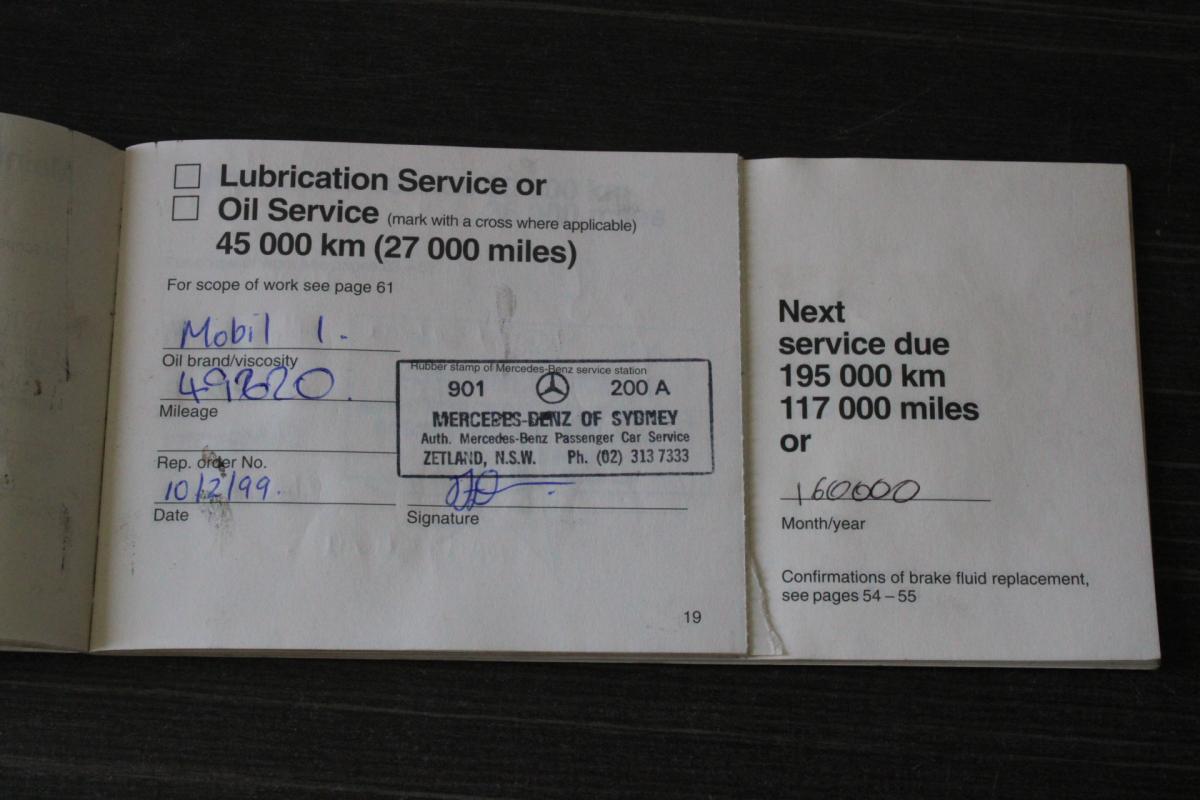 Lubrication Service or
Oil Service (mark with a cross where applicable)
45 000 km (27 000 miles)
For scope of work see page 61
Mobil 1.
Oil brand/viscosity
Mileage
Rep. order No.
10/2/99.
Date
Rubber stamp of Mercedes-Benz service station
901 200 A
MERCEDES-BENZ OF SYDNEY
Auth. Mercedes-Benz Passenger Car Service
ZETLAND, N.S.W. Ph. (02) 313 7333
Signature
19
Next
service due
195 000 km
117 000 miles
or
160000
Month/year
Confirmations of brake fluid replacement,
see pages 54 – 55